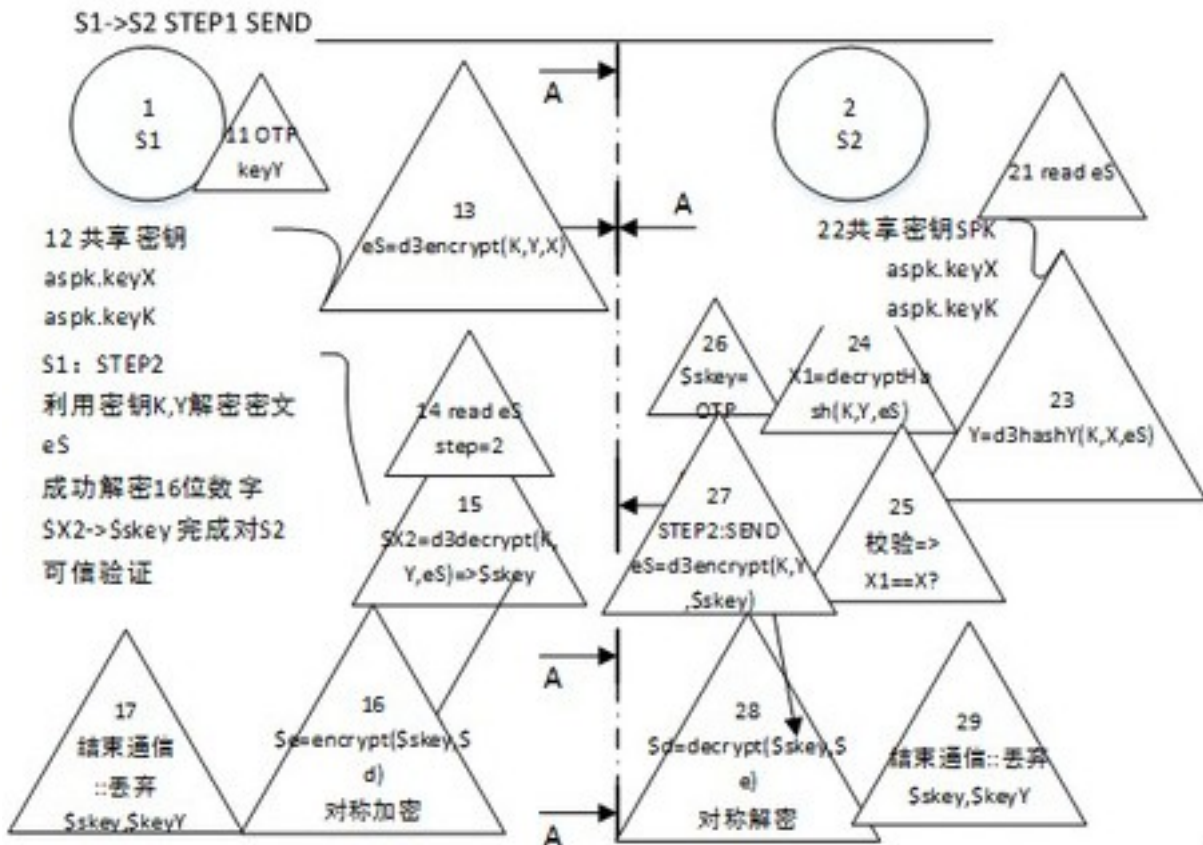 S1->S2 STEP1 SEND
1
S1
11 OTP
keyY
12 共享密钥
aspk.keyX
aspk.keyK
13
eS=d3encrypt(K,Y,X)
S1：STEP2
利用密钥K,Y解密密文
eS
成功解密16位数字
$X2->$skey 完成对S2
可信验证
14 read eS
step=2
15
$X2=d3decrypt(K,
Y,eS)=>$skey
16
$e=encrypt($skey,$
d)
对称加密
17
结束通信
::丢弃
$skey,$keyY
A
A
A
A
2
S2
21 read eS
22共享密钥SPK
aspk.keyX
aspk.keyK
23
Y=d3hashY(K,X,eS)
24
X1=decryptHa
sh(K,Y,eS)
25
校验=>
X1==X?
26
$skey=
OTP
27
STEP2:SEND
eS=d3encrypt(K,Y
,$skey)
28
$d=decrypt($skey,$
e)
对称解密
29
结束通信::丢弃
$skey,$keyY